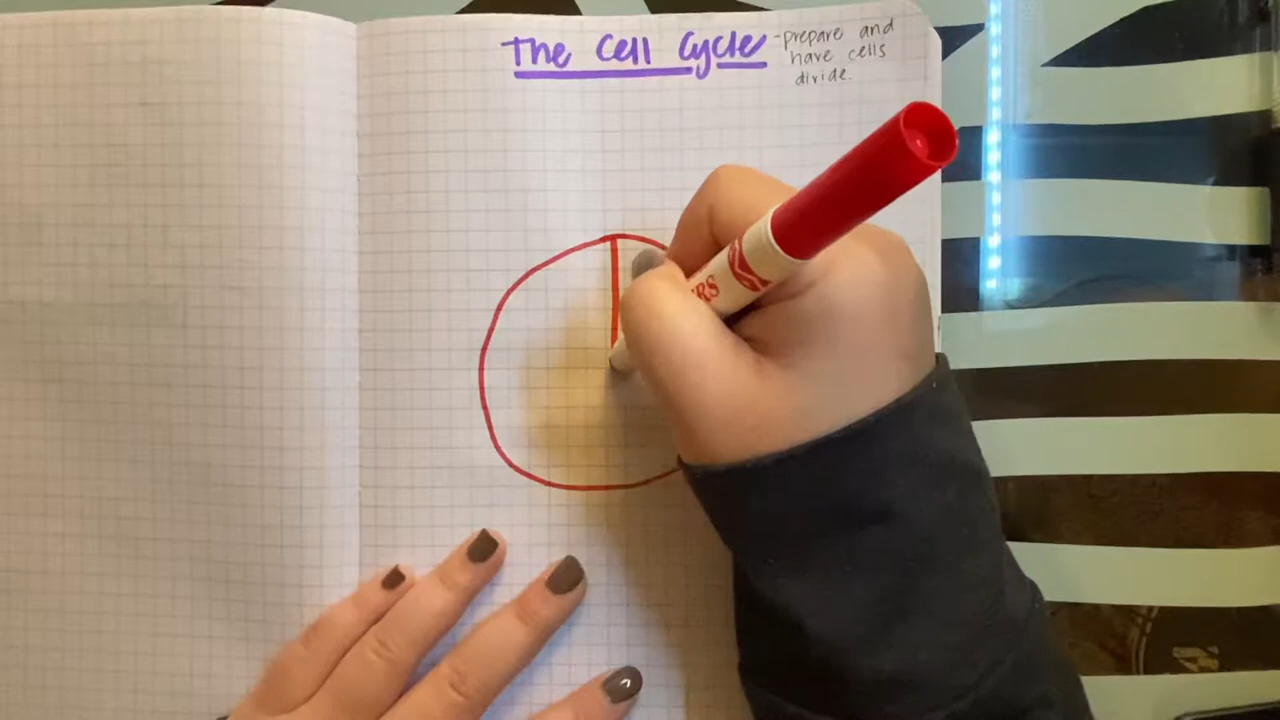 The Cell Cycle
-prepare and
have cells
divide.